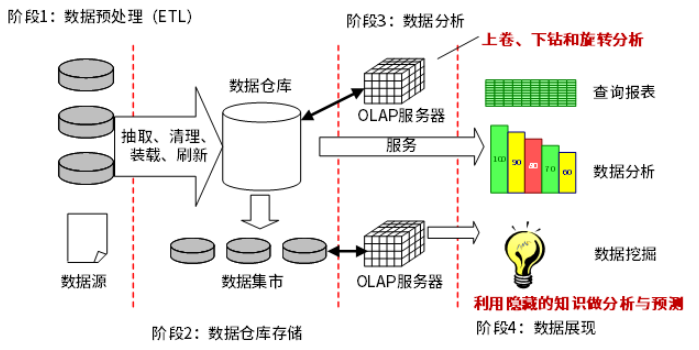 阶段1：数据预处理（ETL）
阶段3：数据分析
上卷、下钻和旋转分析
数据仓库
OLAP服务器
查询报表
抽取、清理、
装载、刷新
服务
100
90
80
70
60
数据分析
数据源
数据集市
OLAP服务器
数据挖掘
利用隐藏的知识做分析与预测
阶段2：数据仓库存储
阶段4：数据展现